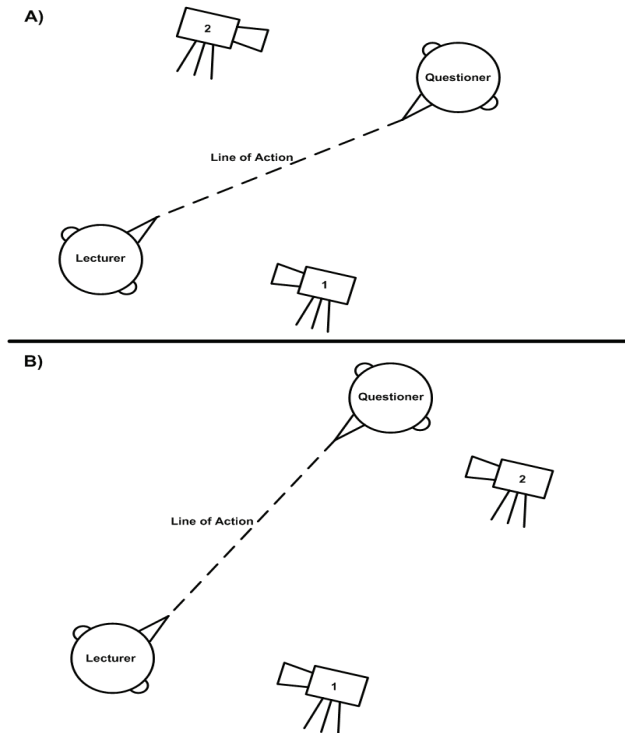 A)
2
Questioner
Line of Action
Lecturer
1
B)
Questioner
2
Line of Action
Lecturer
1